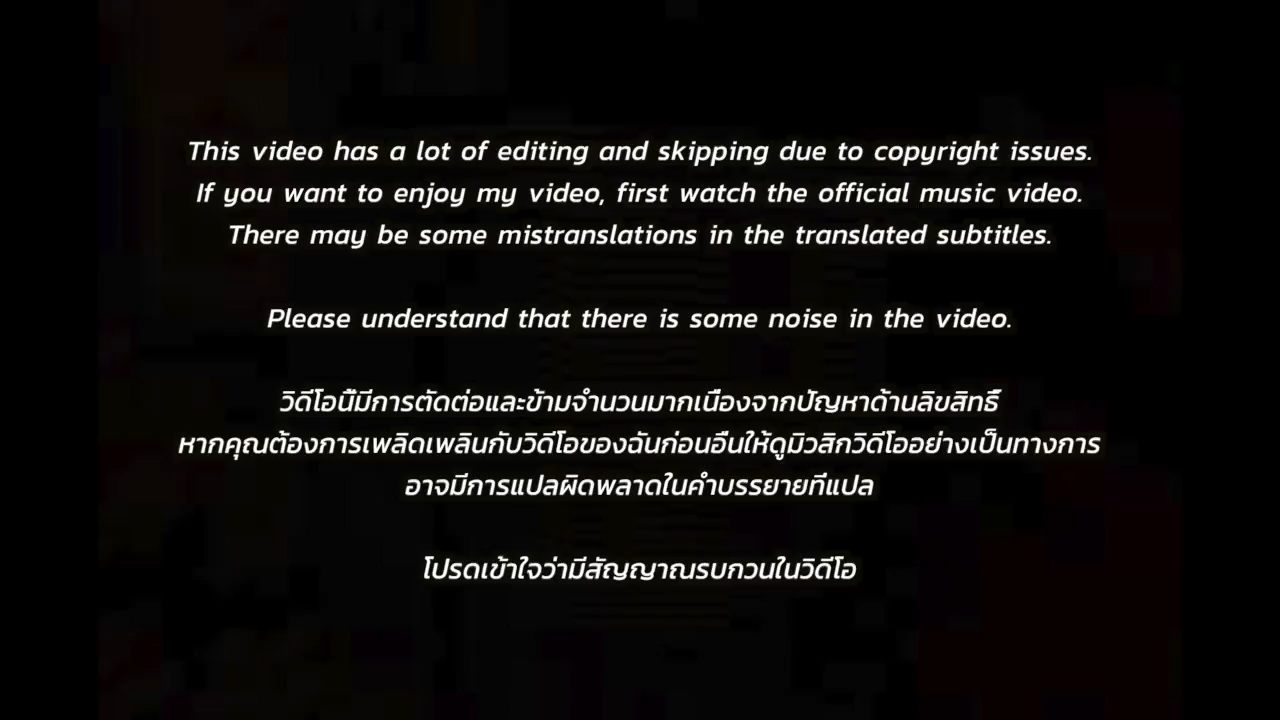 This video has a lot of editing and skipping due to copyright issues.
If you want to enjoy my video, first watch the official music video.
There may be some mistranslations in the translated subtitles.
Please understand that there is some noise in the video.
วิดีโอนี้มีการตัดต่อและข้ามจำนวนมากเนื่องจากปัญหาด้านลิขสิทธิ์
หากคุณต้องการเพลิดเพลินกับวิดีโอของฉันก่อนอื่นให้ดูมิวสิกวิดีโออย่างเป็นทางการ
อาจมีการแปลผิดพลาดในคำบรรยายที่แปล
โปรดเข้าใจว่ามีสัญญาณรบกวนในวิดีโอ